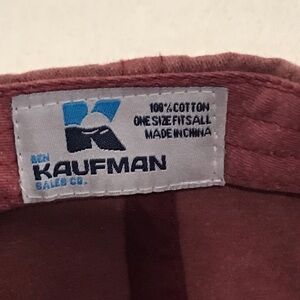 100% COTTON
ONE SIZE FITS ALL
MADE IN CHINA
BEN
KAUFMAN
SALES CO.